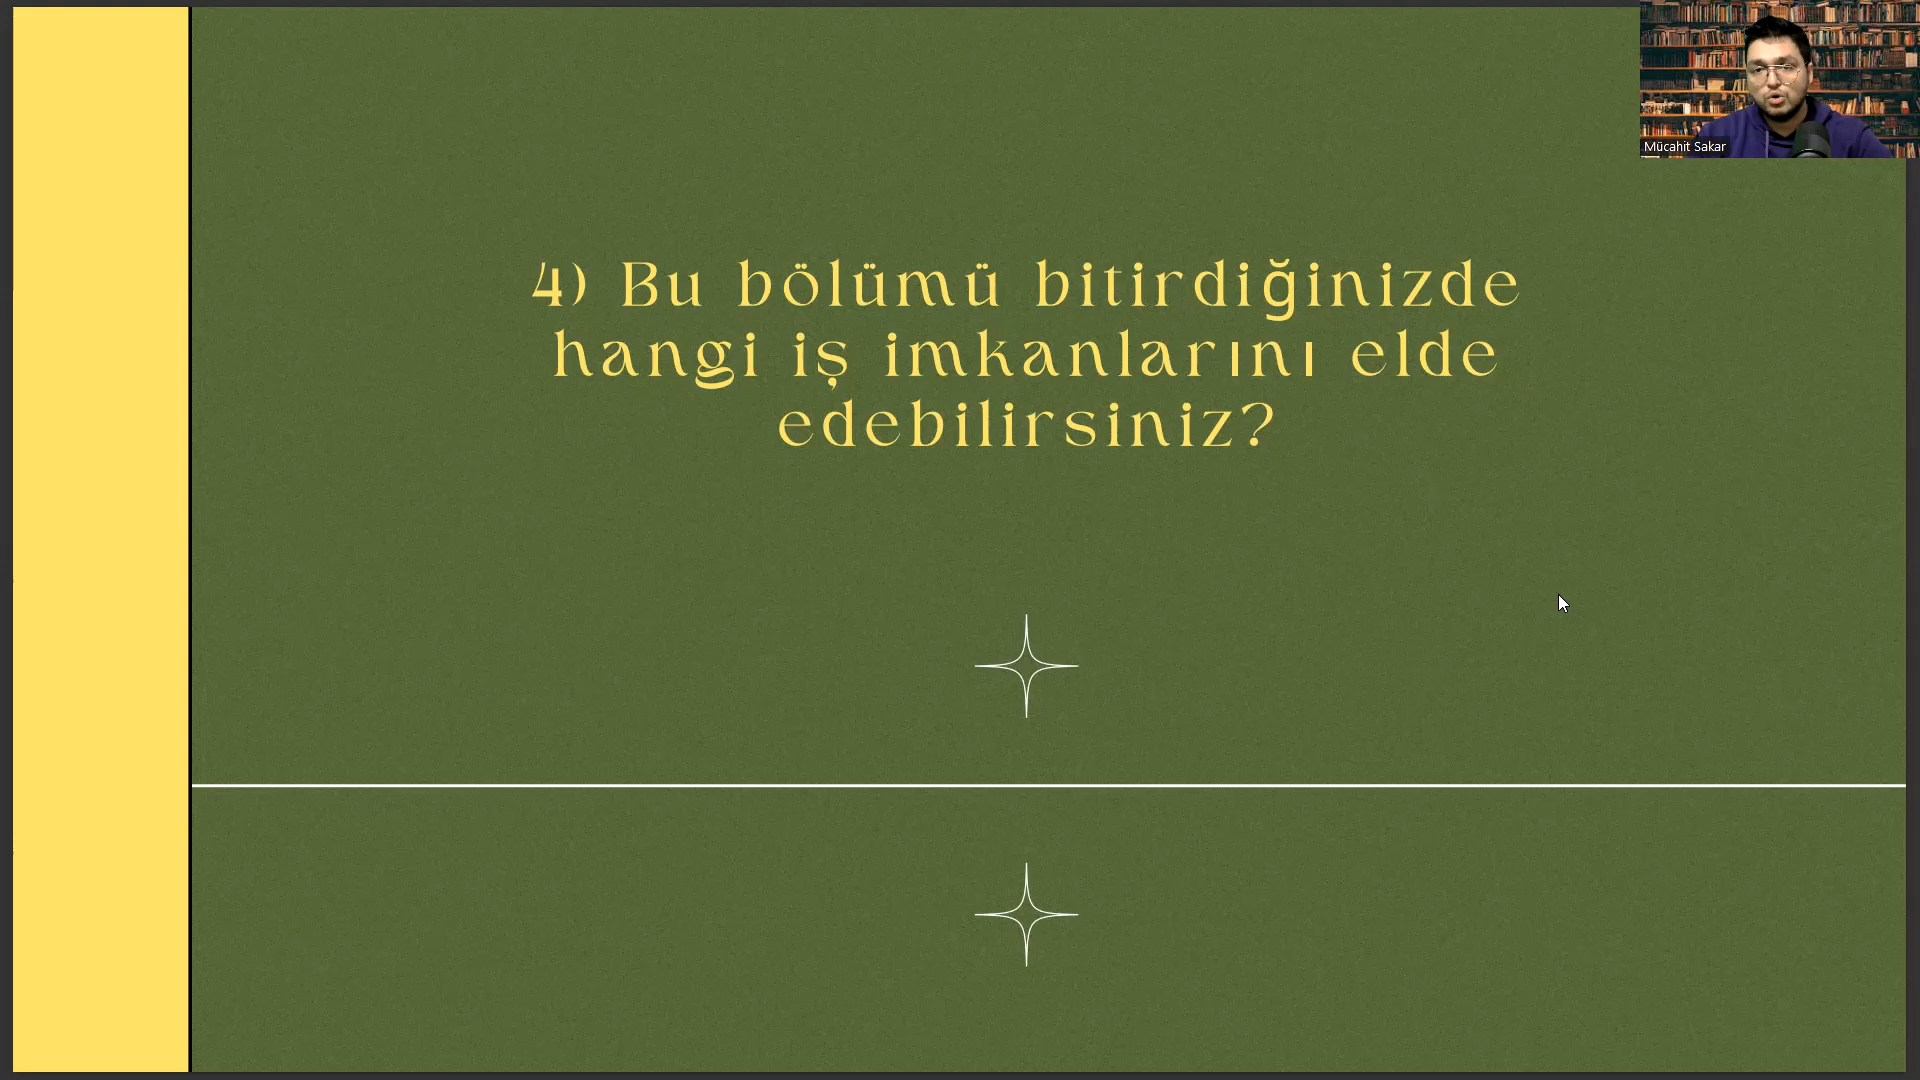 Mücahit Sakar
4) Bu bölümü bitirdiğinizde
hangi iş imkanlarını elde
edebilirsiniz?